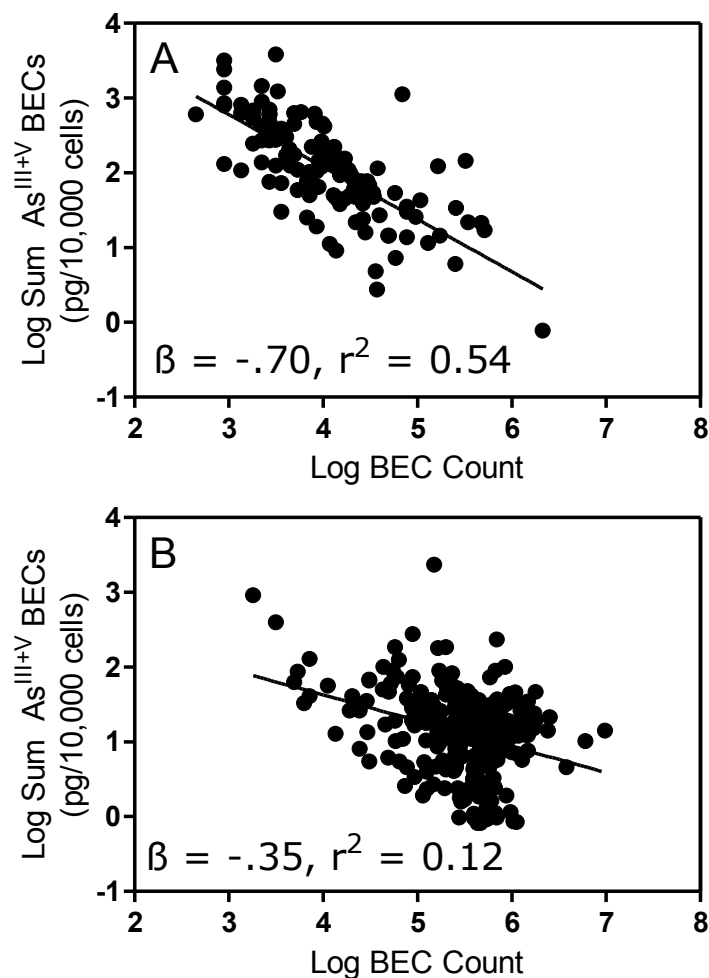 A
Log Sum As^III+V BECs
(pg/10,000 cells)
4
3
2
1
0
-1
ß = -.70, r² = 0.54
2 3 4 5 6 7 8
Log BEC Count
B
Log Sum As^III+V BECs
(pg/10,000 cells)
4
3
2
1
0
-1
ß = -.35, r² = 0.12
2 3 4 5 6 7 8
Log BEC Count